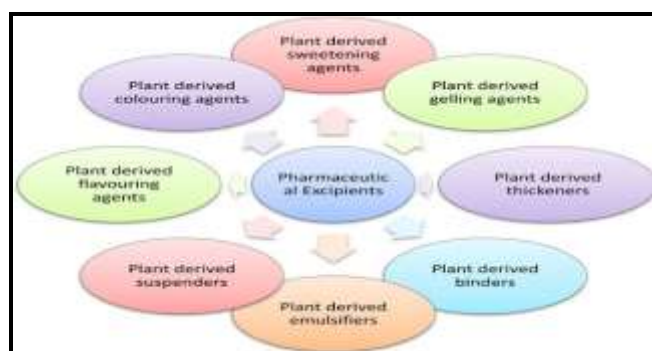 Plant derived
sweetening
agents
Plant derived
colouring agents
Plant derived
gelling agents
Plant derived
flavouring
agents
Pharmaceutic
al Excipients
Plant derived
thickeners
Plant derived
suspenders
Plant derived
binders
Plant derived
emulsifiers